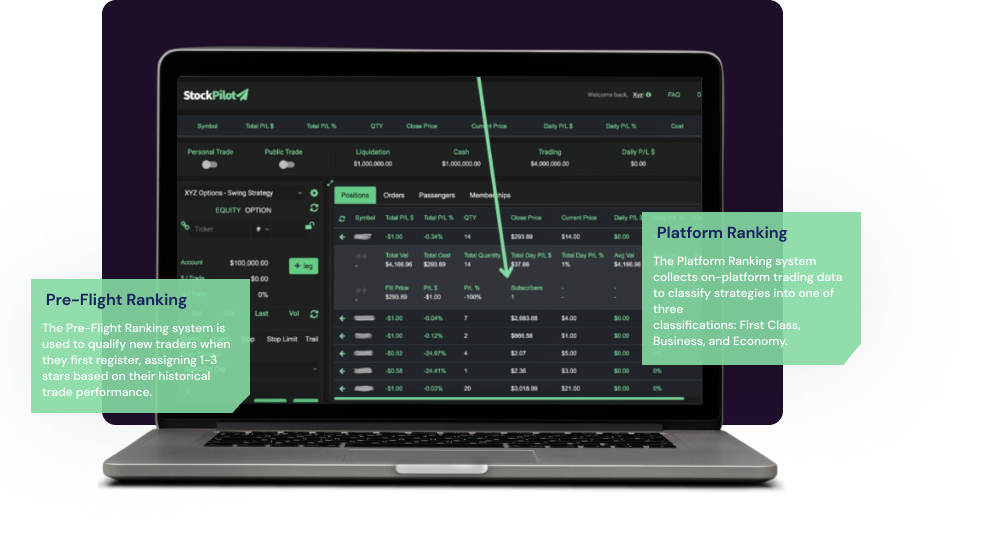 StockPilot
Welcome back, Xyz
FAQ
Symbol Total P/L $ Total P/L % QTY Close Price Current Price Daily P/L $ Daily P/L % Cost
Personal Trade Public Trade Liquidation Cash Trading Daily P/L $
$1,000,000.00 $1,000,000.00 $4,000,000.00 $0.00
XYZ Options - Swing Strategy
EQUITY OPTION
Ticker # ~
Account $100,000.00 + leg
$ / Trade $0.00
0%
Last Vol
Stop Limit Trail
Positions Orders Passengers Memberships
Symbol Total P/L $ Total P/L % QTY Close Price Current Price Daily P/L $
-$1.00 -0.34% 14 $293.89 $14.00 $0.00
Total Val Total Cost Total Quantity Total Day P/L $ Total Day P/L % Avg Val
- $4,166.96 $293.89 14 $37.66 1% $4,166.96
Fill Price P/L $ P/L % Subscribers - -
- $293.89 -$1.00 -100% 1 - -
-$1.00 -0.04% 7 $2,683.68 $4.00 $0.00
-$1.00 -0.12% 2 $866.58 $1.00 $0.00
-$0.52 -24.97% 4 $2.07 $5.00 $0.00 0%
-$0.58 -24.41% 1 $2.36 $3.00 $0.00 0%
-$1.00 -0.03% 20 $3,018.99 $21.00 $0.00 0%
Pre-Flight Ranking
The Pre-Flight Ranking system is
used to qualify new traders when
they first register, assigning 1-3
stars based on their historical
trade performance.
Platform Ranking
The Platform Ranking system
collects on-platform trading data
to classify strategies into one of
three
classifications: First Class,
Business, and Economy.